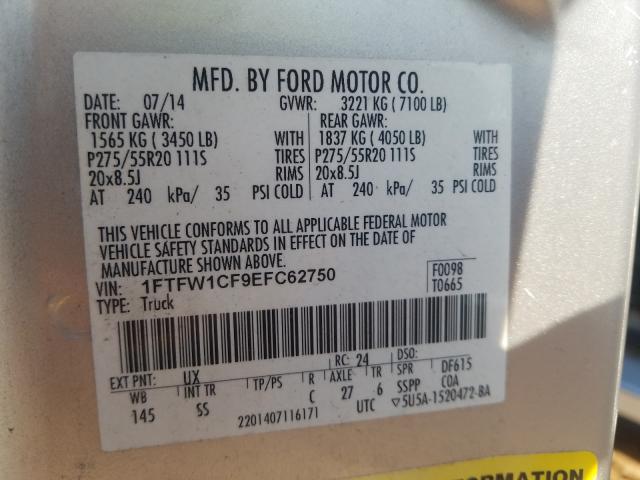 MFD. BY FORD MOTOR CO.
DATE: 07/14 GVWR: 3221 KG ( 7100 LB)
FRONT GAWR: REAR GAWR:
1565 KG ( 3450 LB) WITH 1837 KG ( 4050 LB) WITH
P275/55R20 111S TIRES P275/55R20 111S TIRES
20x8.5J RIMS 20x8.5J RIMS
AT 240 kPa/ 35 PSI COLD AT 240 kPa/ 35 PSI COLD
THIS VEHICLE CONFORMS TO ALL APPLICABLE FEDERAL MOTOR
VEHICLE SAFETY STANDARDS IN EFFECT ON THE DATE OF
MANUFACTURE SHOWN ABOVE.
VIN: 1FTFW1CF9EFC62750 F0098
TYPE: Truck T0665
EXT PNT: UX RC: 24 DSO:
WB INT TR TP/PS R AXLE TR SPR DF615
145 SS C 27 6 SSPP COA
2201407116171 UTC ▽5U5A-1520472-BA
INFORMATION